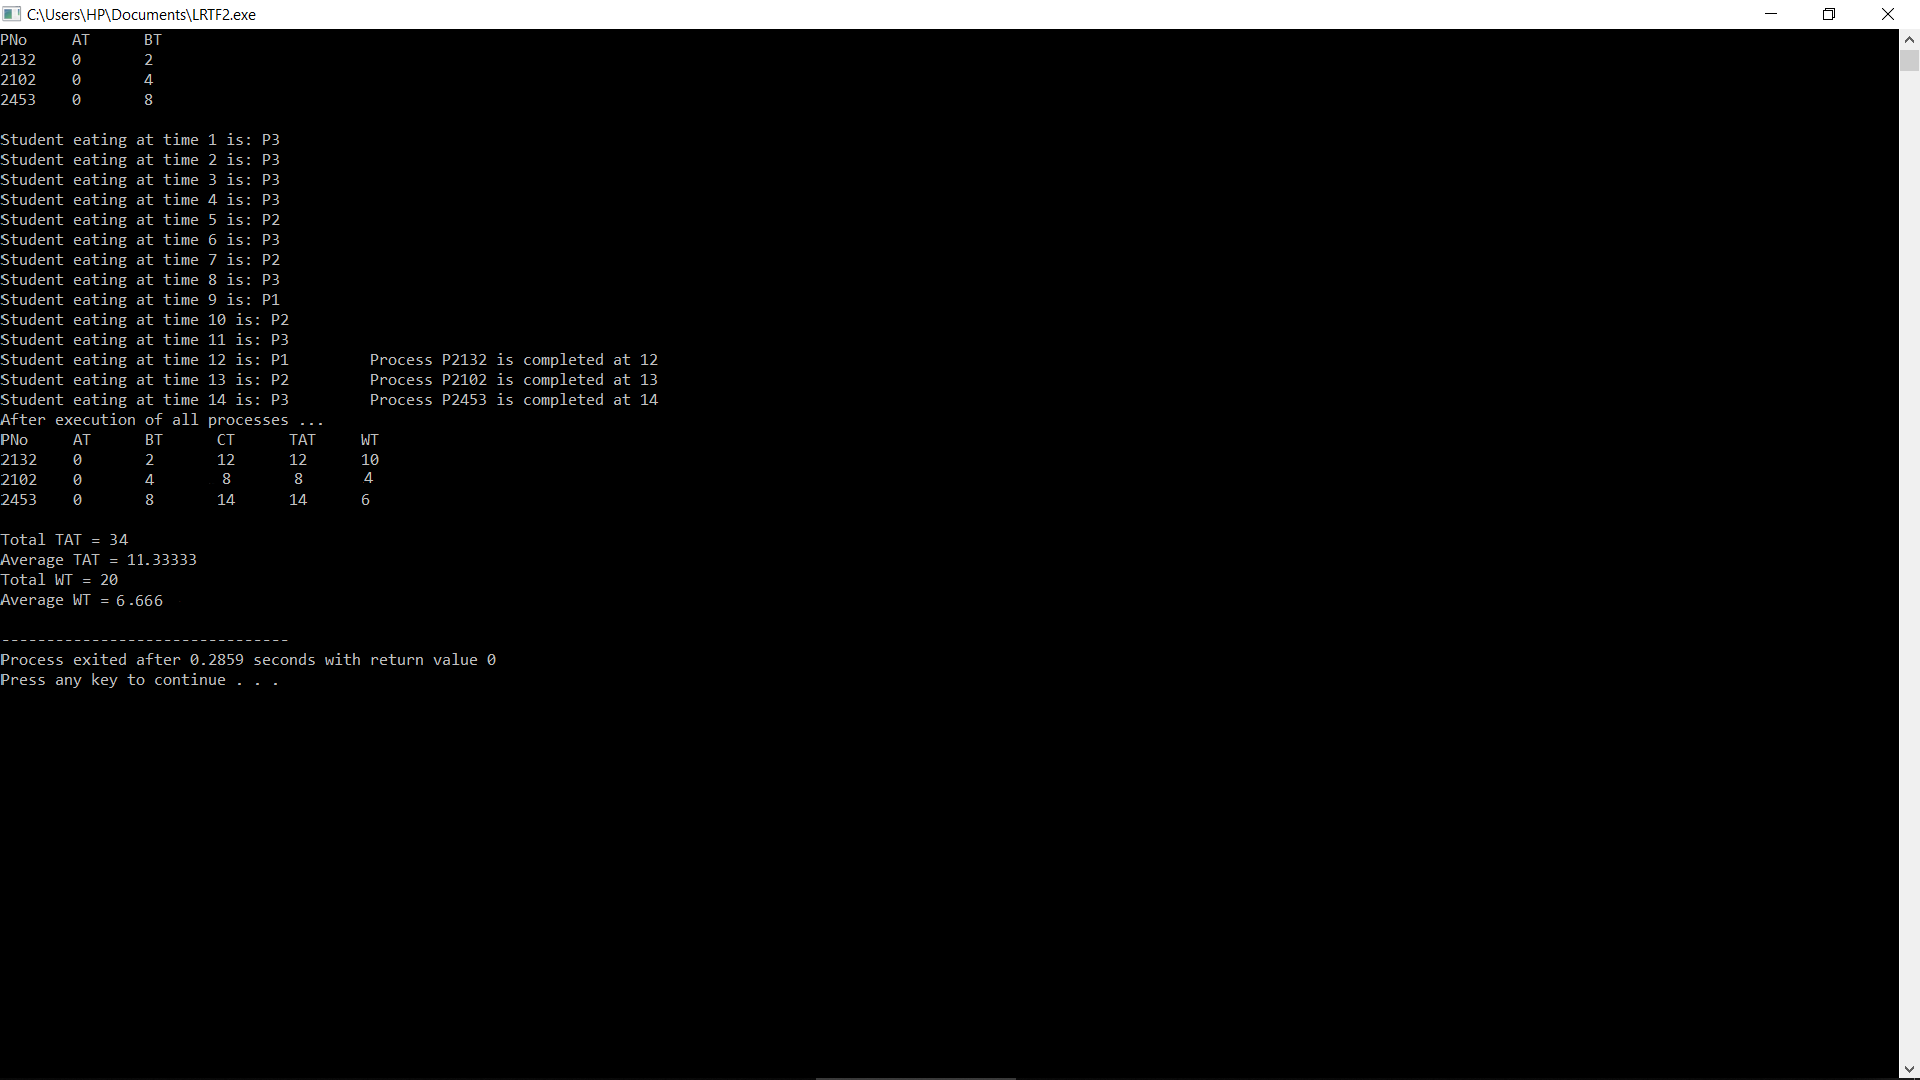 C:\Users\HP\Documents\LRTF2.exe
PNo AT BT
2132 0 2
2102 0 4
2453 0 8
Student eating at time 1 is: P3
Student eating at time 2 is: P3
Student eating at time 3 is: P3
Student eating at time 4 is: P3
Student eating at time 5 is: P2
Student eating at time 6 is: P3
Student eating at time 7 is: P2
Student eating at time 8 is: P3
Student eating at time 9 is: P1
Student eating at time 10 is: P2
Student eating at time 11 is: P3
Student eating at time 12 is: P1 Process P2132 is completed at 12
Student eating at time 13 is: P2 Process P2102 is completed at 13
Student eating at time 14 is: P3 Process P2453 is completed at 14
After execution of all processes ...
PNo AT BT CT TAT WT
2132 0 2 12 12 10
2102 0 4 8 8 4
2453 0 8 14 14 6
Total TAT = 34
Average TAT = 11.33333
Total WT = 20
Average WT = 6.666
--------------------------------
Process exited after 0.2859 seconds with return value 0
Press any key to continue . . .